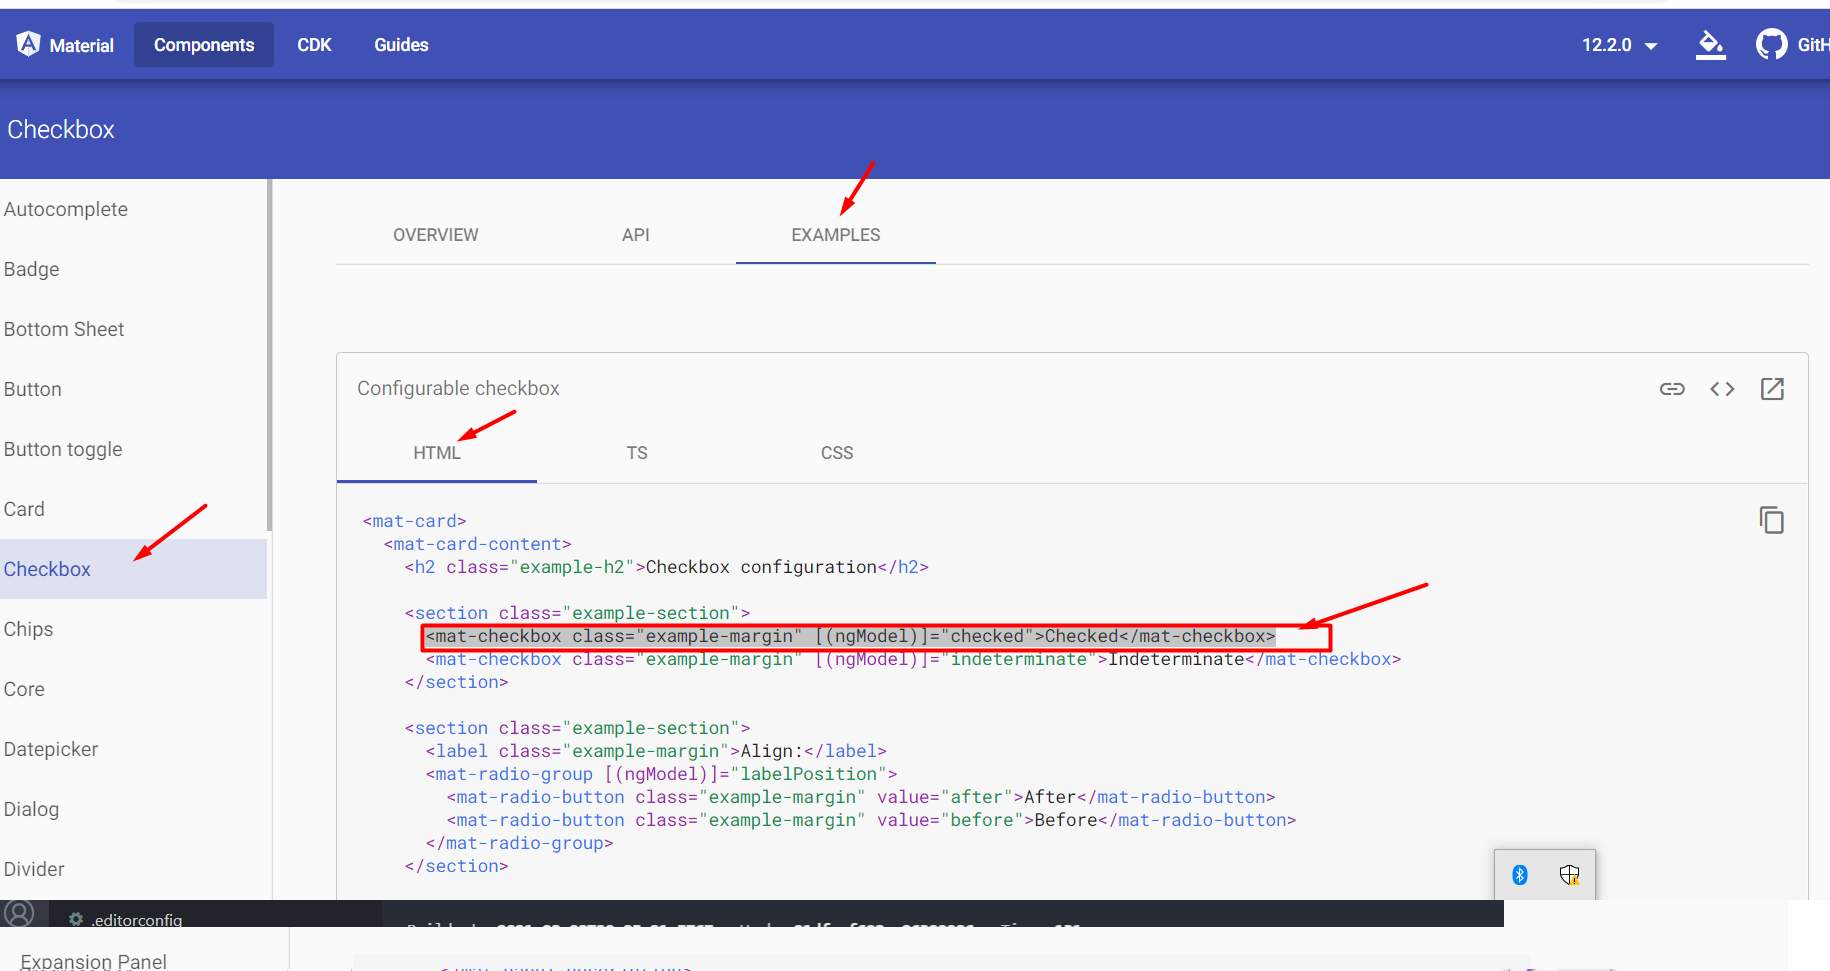 Material Components CDK Guides 12.2.0 GitH
Checkbox
Autocomplete
Badge
Bottom Sheet
Button
Button toggle
Card
Checkbox
Chips
Core
Datepicker
Dialog
Divider
OVERVIEW API EXAMPLES
Configurable checkbox
HTML TS CSS
<mat-card>
<mat-card-content>
<h2 class="example-h2">Checkbox configuration</h2>
<section class="example-section">
<mat-checkbox class="example-margin" [(ngModel)]="checked">Checked</mat-checkbox>
<mat-checkbox class="example-margin" [(ngModel)]="indeterminate">Indeterminate</mat-checkbox>
</section>
<section class="example-section">
<label class="example-margin">Align:</label>
<mat-radio-group [(ngModel)]="labelPosition">
<mat-radio-button class="example-margin" value="after">After</mat-radio-button>
<mat-radio-button class="example-margin" value="before">Before</mat-radio-button>
</mat-radio-group>
</section>
.editorconfig
Expansion Panel